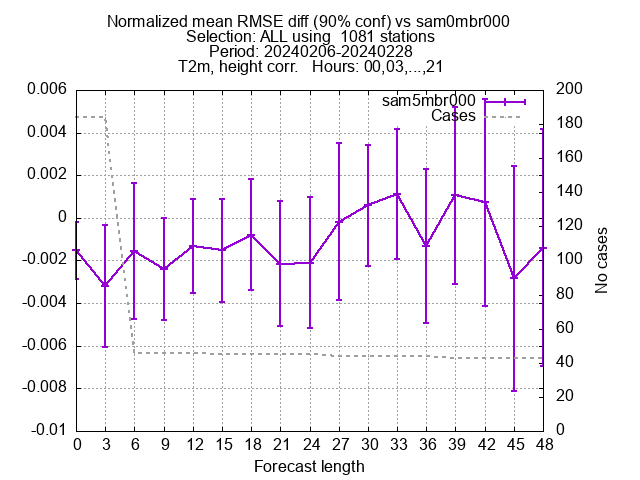 Normalized mean RMSE diff (90% conf) vs sam0mbr000
Selection: ALL using  1081 stations
Period: 20240206-20240228
T2m, height corr.   Hours: 00,03,...,21
sam5mbr000
Cases
0.006
0.004
0.002
0
-0.002
-0.004
-0.006
-0.008
-0.01
200
180
160
140
120
100
80
60
40
20
0
No cases
0 3 6 9 12 15 18 21 24 27 30 33 36 39 42 45 48
Forecast length